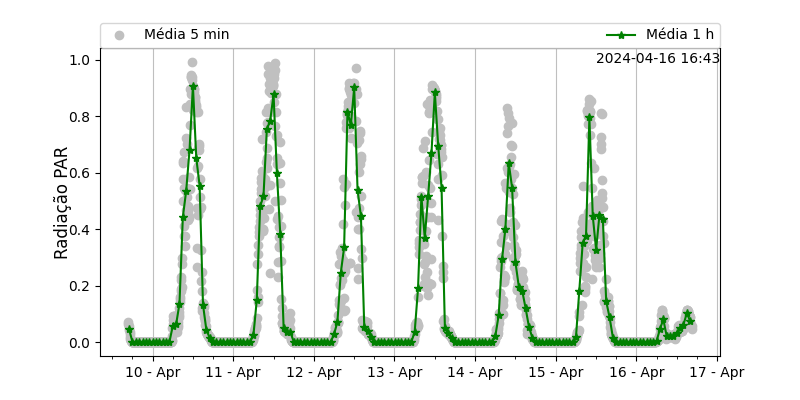 Média 5 min
Média 1 h
2024-04-16 16:43
Radiação PAR
1.0
0.8
0.6
0.4
0.2
0.0
10 - Apr
11 - Apr
12 - Apr
13 - Apr
14 - Apr
15 - Apr
16 - Apr
17 - Apr